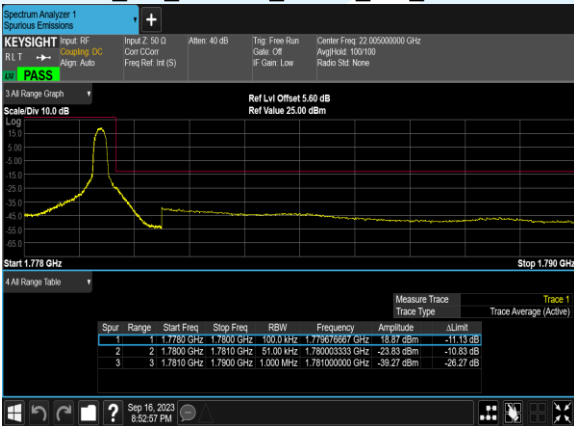 Spectrum Analyzer 1
Spurious Emissions
+
KEYSIGHT Input: RF Input Z: 50 Ω Atten: 40 dB Trig: Free Run Center Freq: 22.005000000 GHz
RLT Coupling: DC Corr CCorr Gate: Off Avg|Hold: 100/100
Align: Auto Freq Ref: Int (S) IF Gain: Low Radio Std: None
PASS
3 All Range Graph
Ref Lvl Offset 5.60 dB
Scale/Div 10.0 dB Ref Value 25.00 dBm
Log
15.0
5.00
-5.00
-15.0
-25.0
-35.0
-45.0
-55.0
-65.0
Start 1.778 GHz Stop 1.790 GHz
4 All Range Table
Measure Trace Trace 1
Trace Type Trace Average (Active)
Spur Range Start Freq Stop Freq RBW Frequency Amplitude ΔLimit
1 1 1.7780 GHz 1.7800 GHz 100.0 kHz 1.779676667 GHz 18.87 dBm -11.13 dB
2 2 1.7800 GHz 1.7810 GHz 51.00 kHz 1.780003333 GHz -23.83 dBm -10.83 dB
3 3 1.7810 GHz 1.7900 GHz 1.000 MHz 1.781000000 GHz -39.27 dBm -26.27 dB
?
Sep 16, 2023
8:52:57 PM